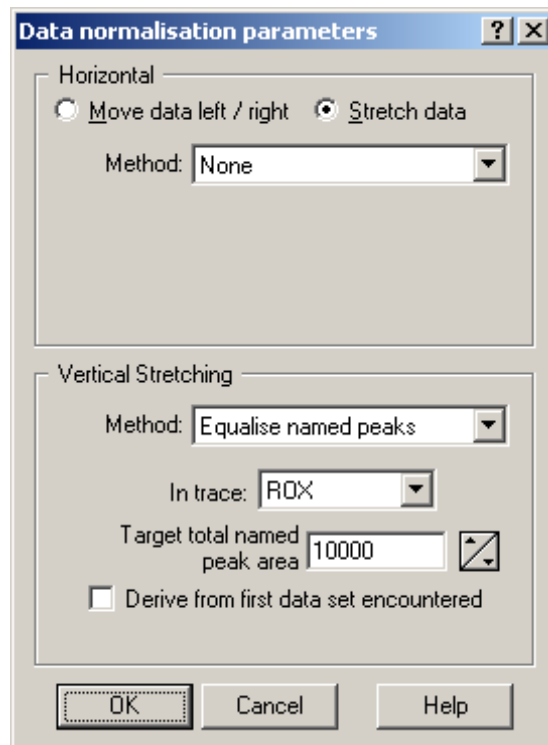 Data normalisation parameters
Horizontal
Move data left / right Stretch data
Method: None
Vertical Stretching
Method: Equalise named peaks
In trace: ROX
Target total named
peak area 10000
Derive from first data set encountered
OK Cancel Help